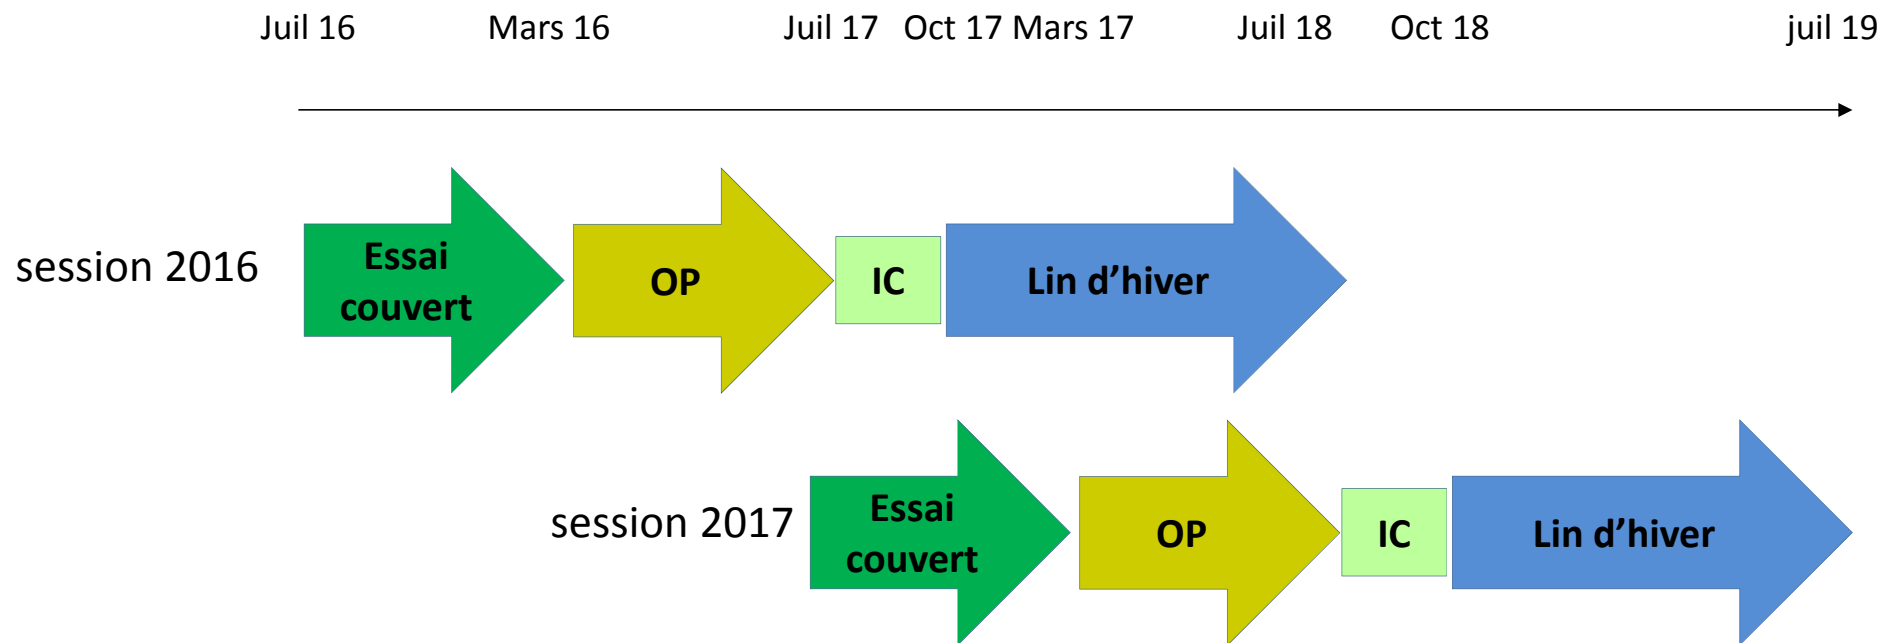 Juil 16 Mars 16 Juil 17 Oct 17 Mars 17 Juil 18 Oct 18 juil 19
session 2016
Essai
couvert
OP
IC
Lin d’hiver
session 2017
Essai
couvert
OP
IC
Lin d’hiver